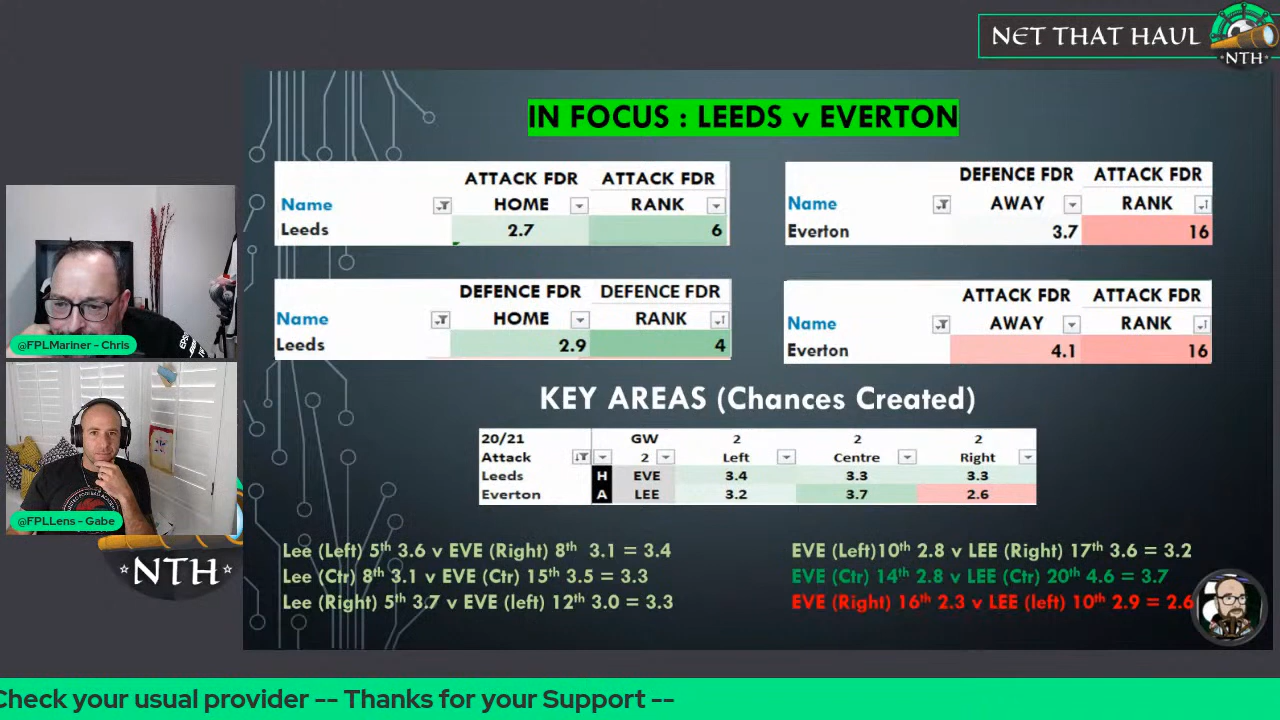 NET THAT HAUL
·NTH·
IN FOCUS : LEEDS v EVERTON
ATTACK FDR ATTACK FDR
Name HOME RANK
Leeds 2.7 6
DEFENCE FDR ATTACK FDR
Name AWAY RANK
Everton 3.7 16
DEFENCE FDR DEFENCE FDR
Name HOME RANK
Leeds 2.9 4
ATTACK FDR ATTACK FDR
Name AWAY RANK
Everton 4.1 16
KEY AREAS (Chances Created)
20/21 GW 2 2 2
Attack 2 Left Centre Right
Leeds H EVE 3.4 3.3 3.3
Everton A LEE 3.2 3.7 2.6
Lee (Left) 5th 3.6 v EVE (Right) 8th 3.1 = 3.4
Lee (Ctr) 8th 3.1 v EVE (Ctr) 15th 3.5 = 3.3
Lee (Right) 5th 3.7 v EVE (left) 12th 3.0 = 3.3
EVE (Left)10th 2.8 v LEE (Right) 17th 3.6 = 3.2
EVE (Ctr) 14th 2.8 v LEE (Ctr) 20th 4.6 = 3.7
EVE (Right) 16th 2.3 v LEE (left) 10th 2.9 = 2.6
@FPLMariner - Chris
@FPLLens - Gabe
NTH
Check your usual provider -- Thanks for your Support --